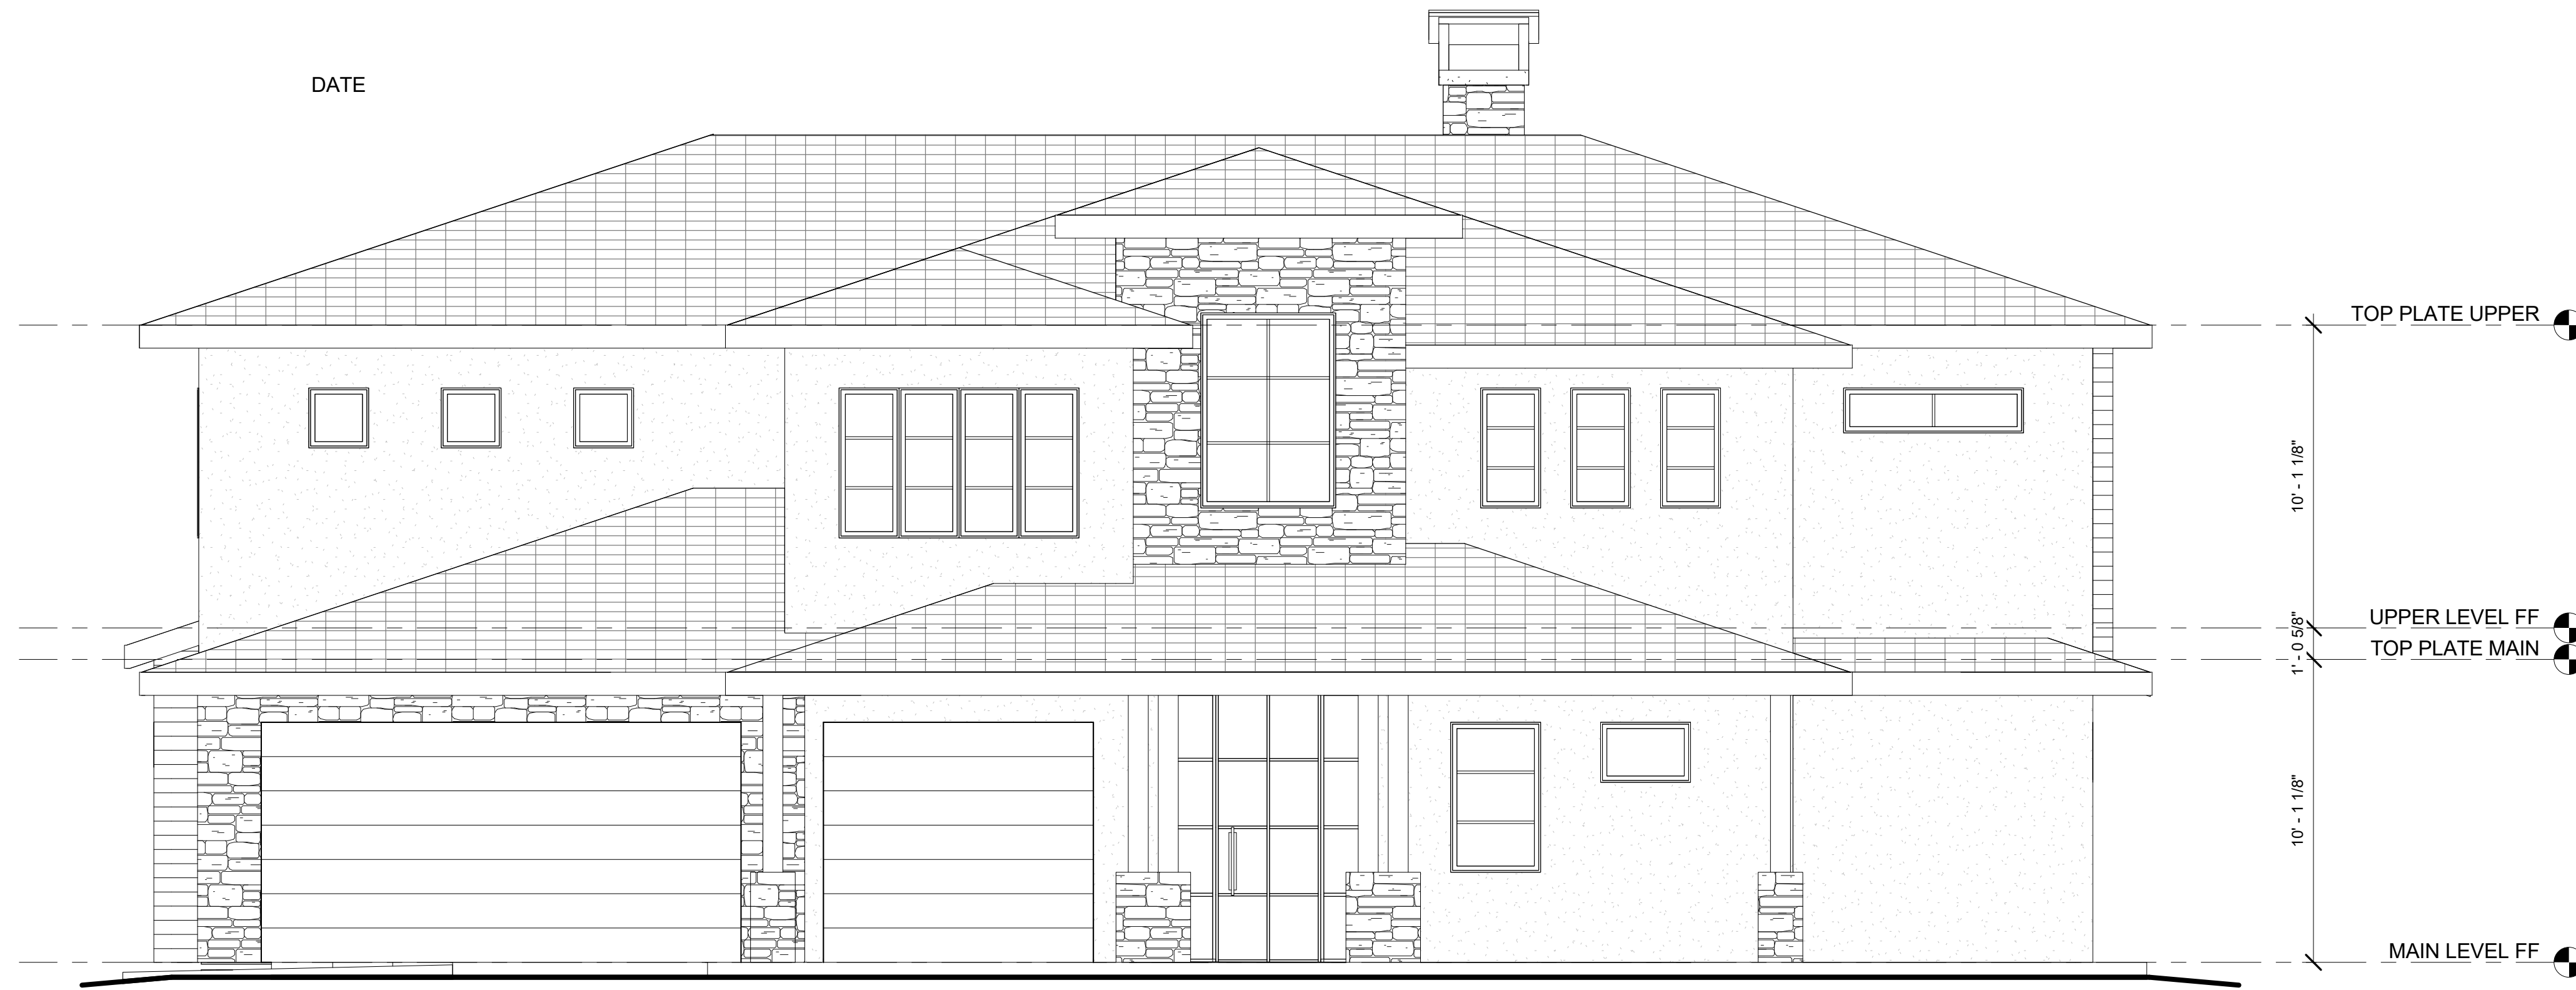 DATE
TOP PLATE UPPER
10' - 1 1/8"
UPPER LEVEL FF
1' - 0 5/8"
TOP PLATE MAIN
10' - 1 1/8"
MAIN LEVEL FF